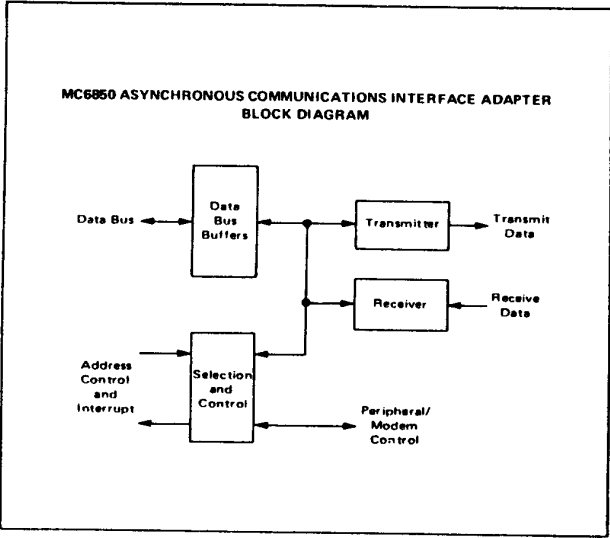 MC6850 ASYNCHRONOUS COMMUNICATIONS INTERFACE ADAPTER
BLOCK DIAGRAM
Data Bus
Data
Bus
Buffers
Transmitter
Transmit
Data
Receiver
Receive
Data
Address
Control
and
Interrupt
Selection
and
Control
Peripheral/
Modem
Control